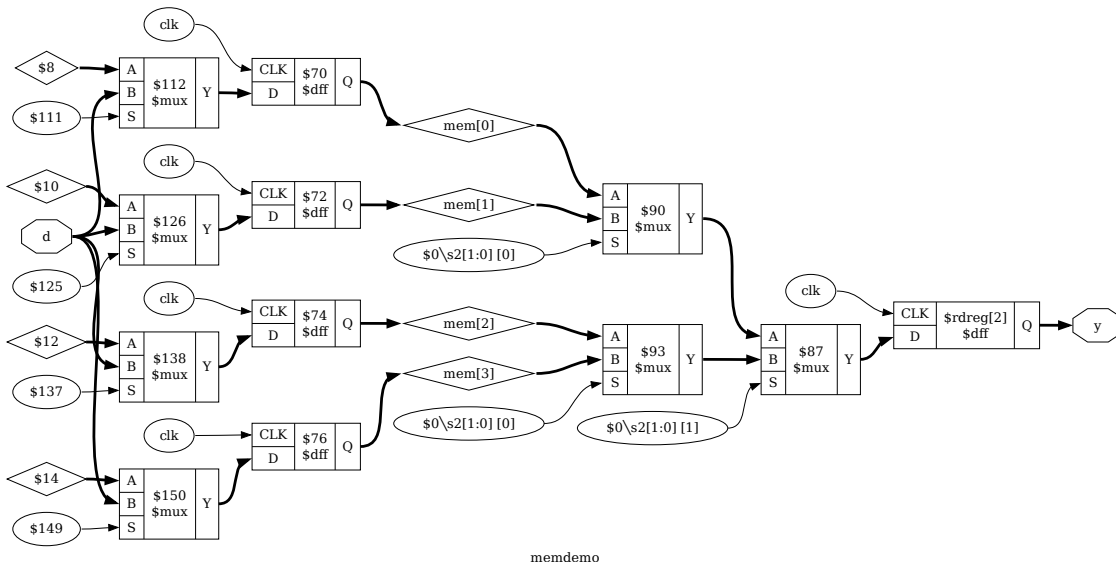 clk
$8
A
B
S
$112
$mux
Y
CLK
D
$70
$dff
Q
$111
mem[0]
clk
$10
A
B
S
$126
$mux
Y
CLK
D
$72
$dff
Q
mem[1]
d
$125
A
B
S
$90
$mux
Y
$0\s2[1:0] [0]
clk
$12
A
B
S
$138
$mux
Y
CLK
D
$74
$dff
Q
mem[2]
$137
mem[3]
A
B
S
$93
$mux
Y
$0\s2[1:0] [0]
clk
A
B
S
$87
$mux
Y
$0\s2[1:0] [1]
CLK
D
$rdreg[2]
$dff
Q
y
clk
$14
A
B
S
$150
$mux
Y
CLK
D
$76
$dff
Q
$149
memdemo